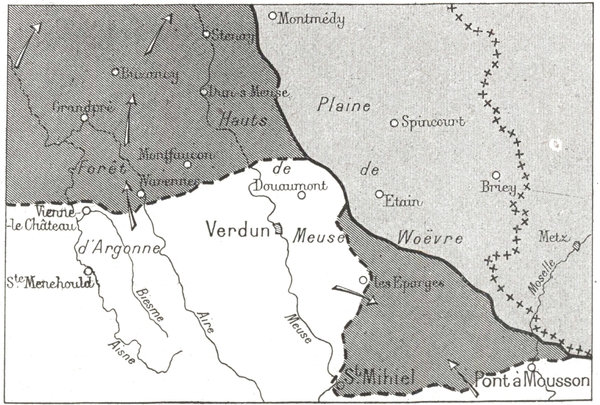 Montmédy
Stenay
Buzancy
Dun s Meuse
Grandpré
Hauts
Plaine
Spincourt
Montfaucon
de
de
Forêt
Varennes
Douaumont
Etain
Briey
Vienne
-le-Château
Verdun
Meuse
Woëvre
Metz
d'Argonne
Ste Menehould
les Eparges
Moselle
Biesme
Aire
Meuse
Aisne
St Mihiel
Pont à Mousson